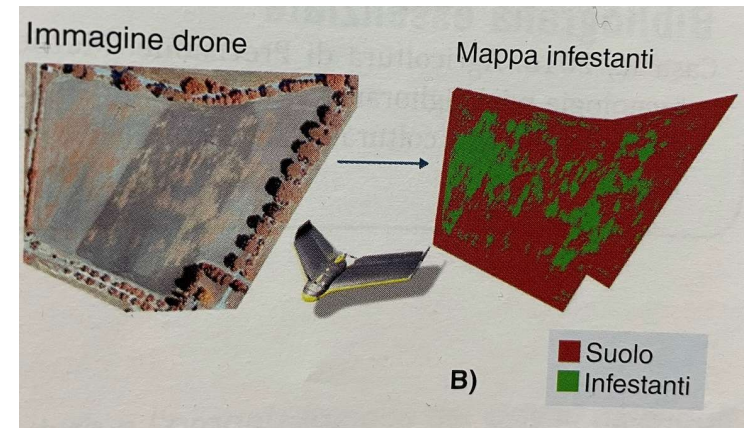 Immagine drone
Mappa infestanti
B)
Suolo
Infestanti